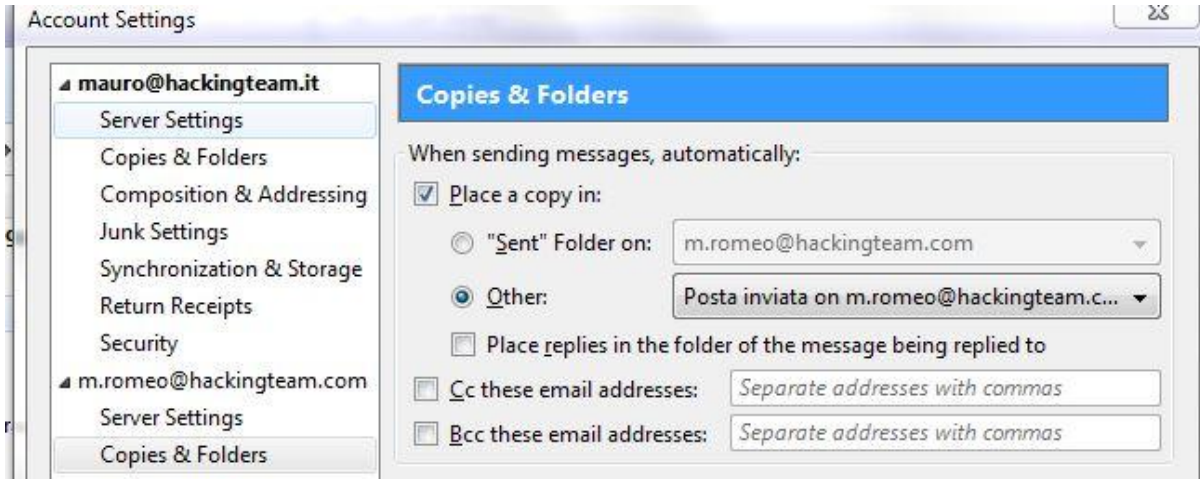 Account Settings
mauro@hackingteam.it
Server Settings
Copies & Folders
Composition & Addressing
Junk Settings
Synchronization & Storage
Return Receipts
Security
m.romeo@hackingteam.com
Server Settings
Copies & Folders
Copies & Folders
When sending messages, automatically:
Place a copy in:
"Sent" Folder on: m.romeo@hackingteam.com
Other: Posta inviata on m.romeo@hackingteam.c...
Place replies in the folder of the message being replied to
Cc these email addresses: Separate addresses with commas
Bcc these email addresses: Separate addresses with commas